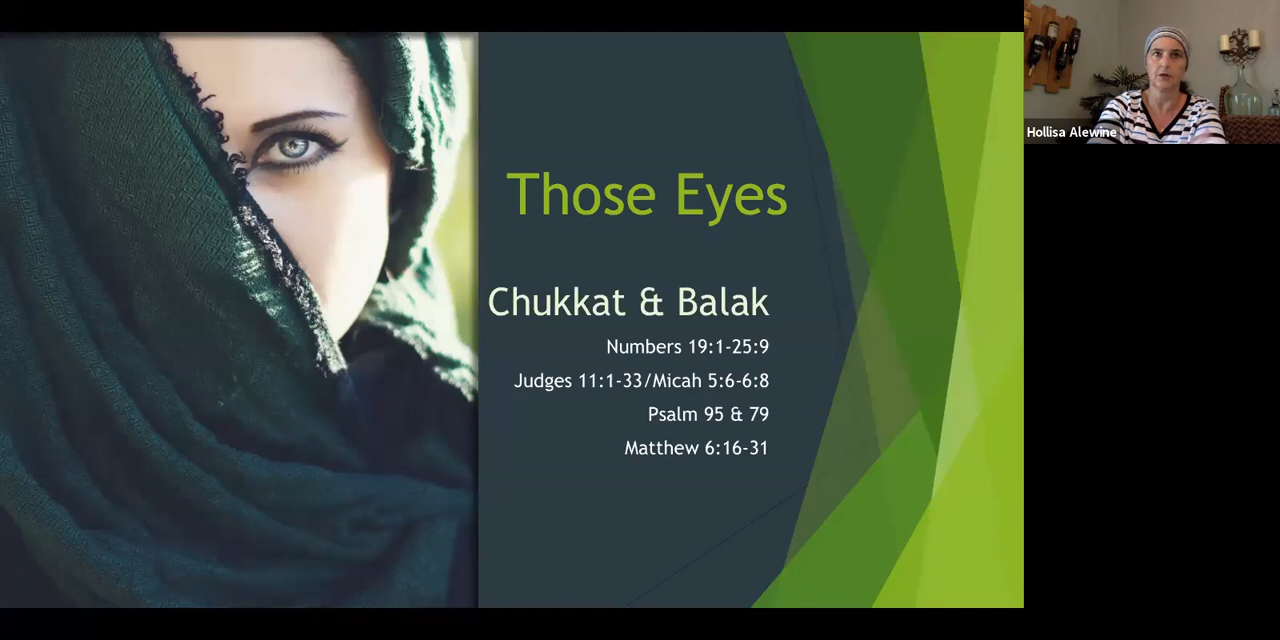 Those Eyes
Chukkat & Balak
Numbers 19:1-25:9
Judges 11:1-33/Micah 5:6-6:8
Psalm 95 & 79
Matthew 6:16-31
Hollisa Alewine